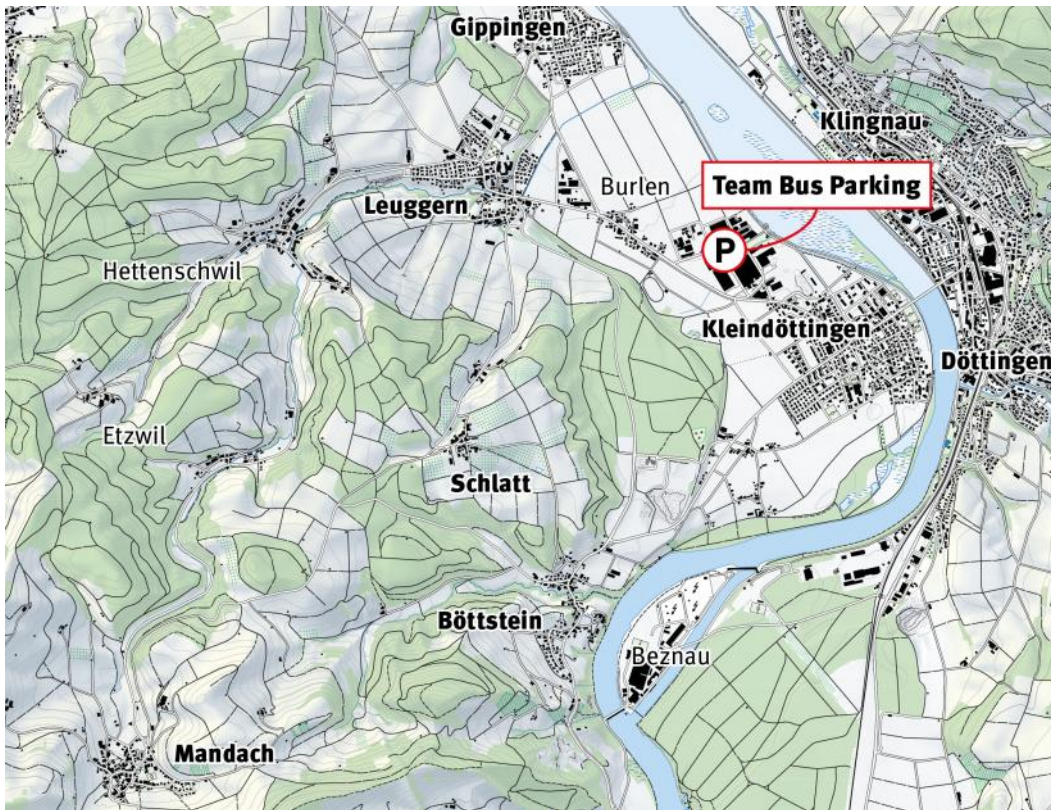 Gippingen
Klingnau
Burlen
Team Bus Parking
Leuggern
P
Hettenschwil
Kleindöttingen
Döttingen
Etzwil
Schlatt
Böttstein
Beznau
Mandach